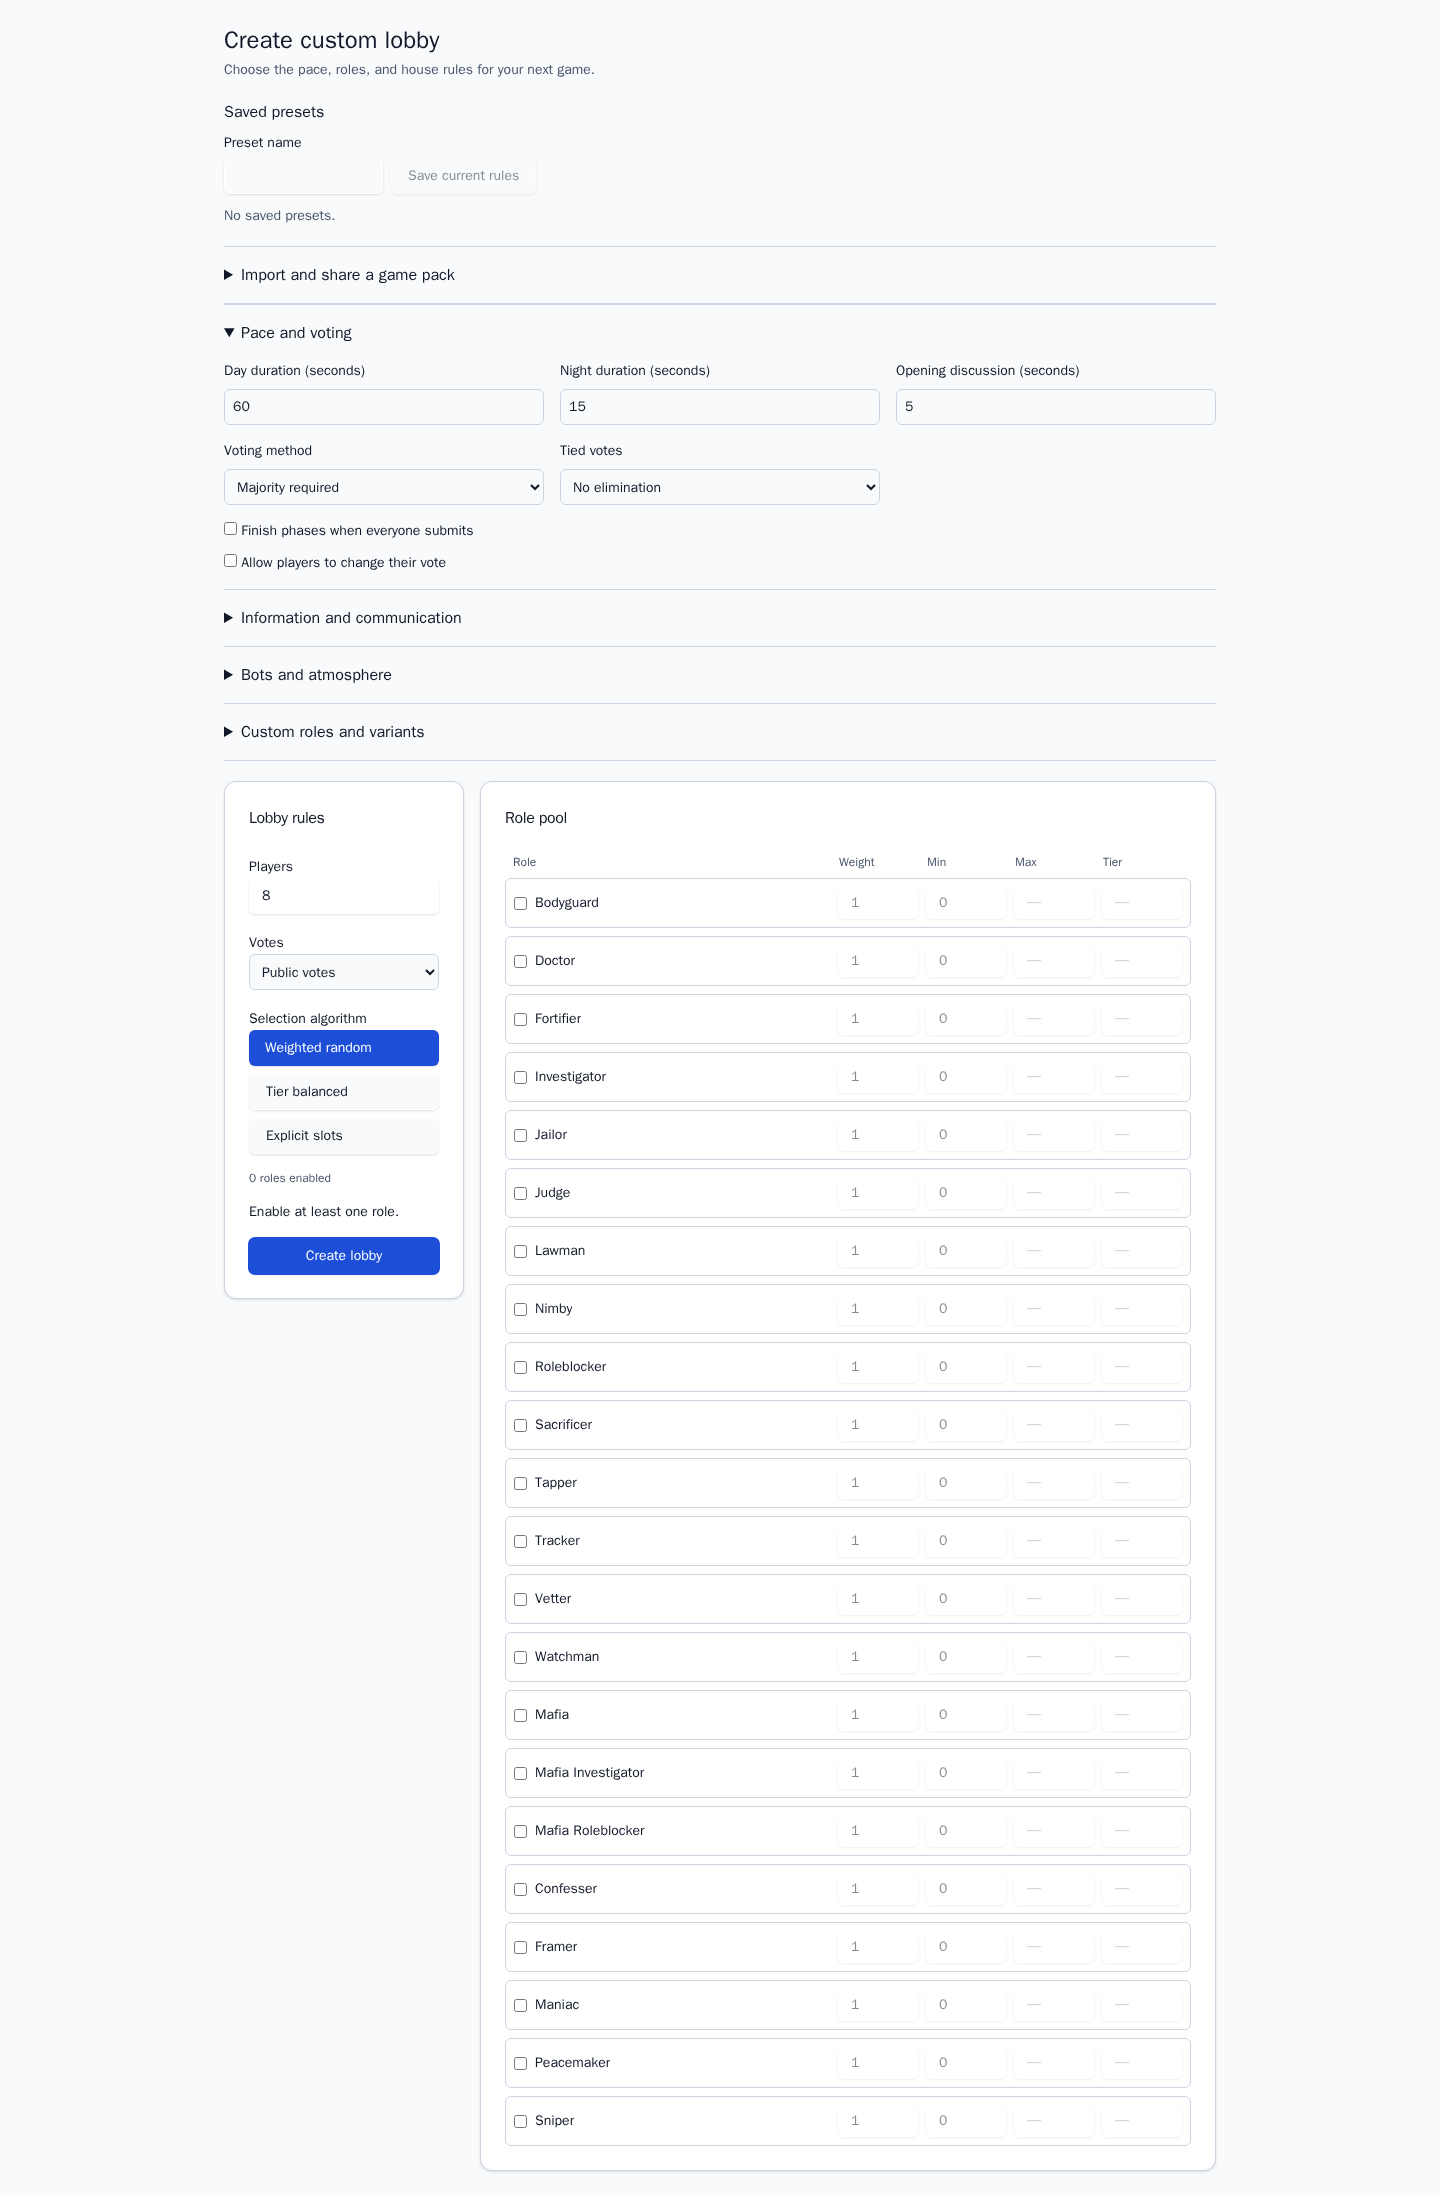 Create custom lobby
Choose the pace, roles, and house rules for your next game.
Saved presets
Preset name
Save current rules
No saved presets.
Import and share a game pack
Pace and voting
Day duration (seconds) Night duration (seconds) Opening discussion (seconds)
60 15 5
Voting method Tied votes
Majority required No elimination
Finish phases when everyone submits
Allow players to change their vote
Information and communication
Bots and atmosphere
Custom roles and variants
Lobby rules
Players
8
Votes
Public votes
Selection algorithm
Weighted random
Tier balanced
Explicit slots
0 roles enabled
Enable at least one role.
Create lobby
Role pool
Role Weight Min Max Tier
Bodyguard 1 0 — —
Doctor 1 0 — —
Fortifier 1 0 — —
Investigator 1 0 — —
Jailor 1 0 — —
Judge 1 0 — —
Lawman 1 0 — —
Nimby 1 0 — —
Roleblocker 1 0 — —
Sacrificer 1 0 — —
Tapper 1 0 — —
Tracker 1 0 — —
Vetter 1 0 — —
Watchman 1 0 — —
Mafia 1 0 — —
Mafia Investigator 1 0 — —
Mafia Roleblocker 1 0 — —
Confesser 1 0 — —
Framer 1 0 — —
Maniac 1 0 — —
Peacemaker 1 0 — —
Sniper 1 0 — —